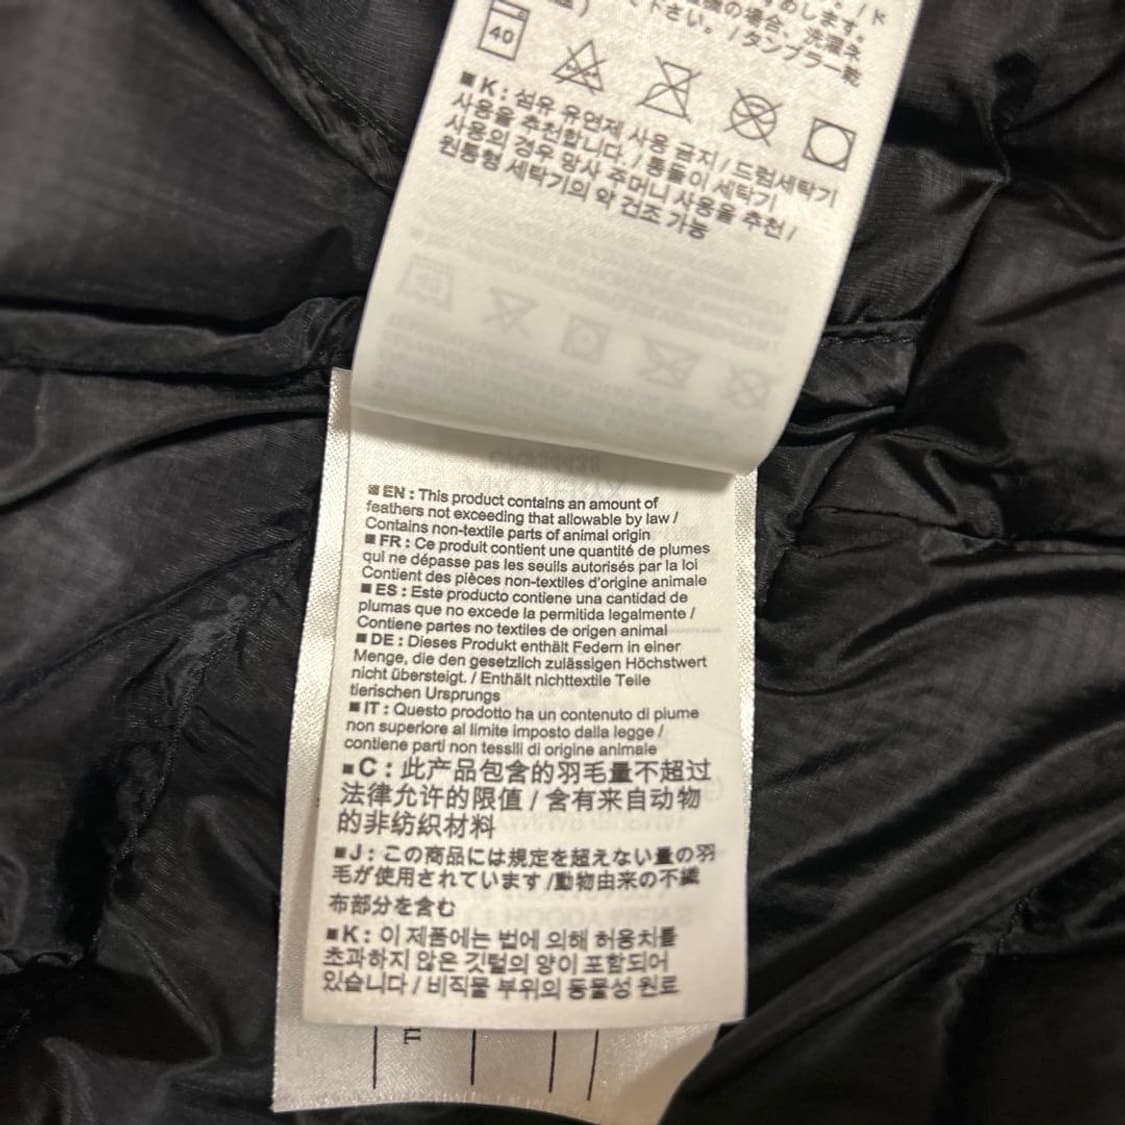 めします。/ド
機の場合、洗濯ネ
下さい。/タンブラー乾
40
■K: 섬유 유연제 사용 금지 / 드럼세탁기
사용을 추천합니다. / 통돌이 세탁기
사용의 경우 망사 주머니 사용을 추천 /
원통형 세탁기의 약 건조 가능
■EN : This product contains an amount of
feathers not exceeding that allowable by law /
Contains non-textile parts of animal origin
■FR : Ce produit contient une quantité de plumes
qui ne dépasse pas les seuils autorisés par la loi
Contient des pièces non-textiles d'origine animale
■ES : Este producto contiene una cantidad de
plumas que no excede la permitida legalmente /
Contiene partes no textiles de origen animal
■DE : Dieses Produkt enthält Federn in einer
Menge, die den gesetzlich zulässigen Höchstwert
nicht übersteigt. / Enthält nichttextile Teile
tierischen Ursprungs
■IT : Questo prodotto ha un contenuto di piume
non superiore al limite imposto dalla legge /
contiene parti non tessili di origine animale
■C : 此产品包含的羽毛量不超过
法律允许的限值 / 含有来自动物
的非纺织材料
■J : この商品には規定を超えない量の羽
毛が使用されています /動物由来の不織
布部分を含む
■K : 이 제품에는 법에 의해 허용치를
초과하지 않은 깃털의 양이 포함되어
있습니다 / 비직물 부위의 동물성 원료